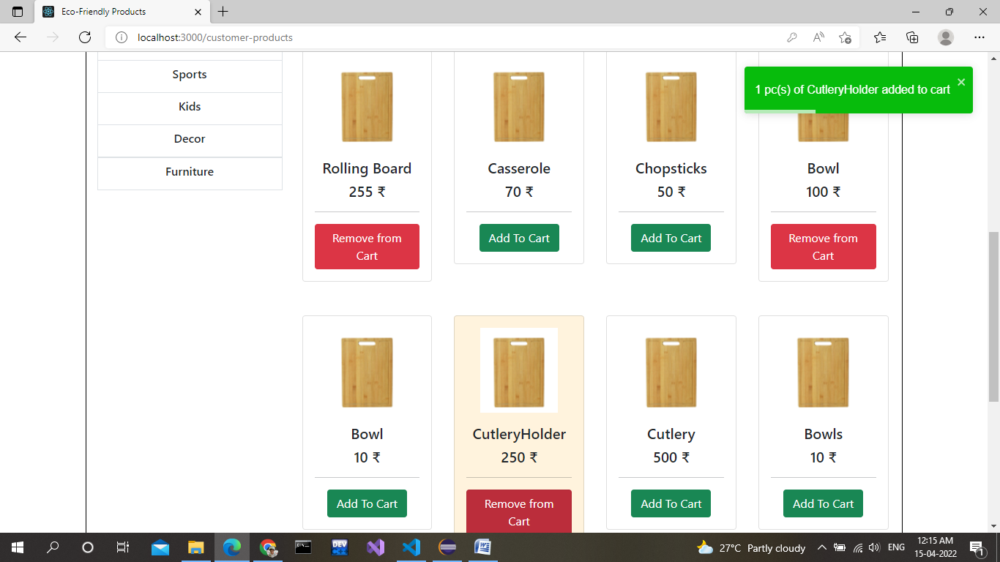 Eco-Friendly Products
localhost:3000/customer-products
Sports
Kids
Decor
Furniture
1 pc(s) of CutleryHolder added to cart
Rolling Board
255 ₹
Remove from
Cart
Casserole
70 ₹
Add To Cart
Chopsticks
50 ₹
Add To Cart
Bowl
100 ₹
Remove from
Cart
Bowl
10 ₹
Add To Cart
CutleryHolder
250 ₹
Remove from
Cart
Cutlery
500 ₹
Add To Cart
Bowls
10 ₹
Add To Cart
DEV
27°C Partly cloudy
ENG
12:15 AM
15-04-2022
1